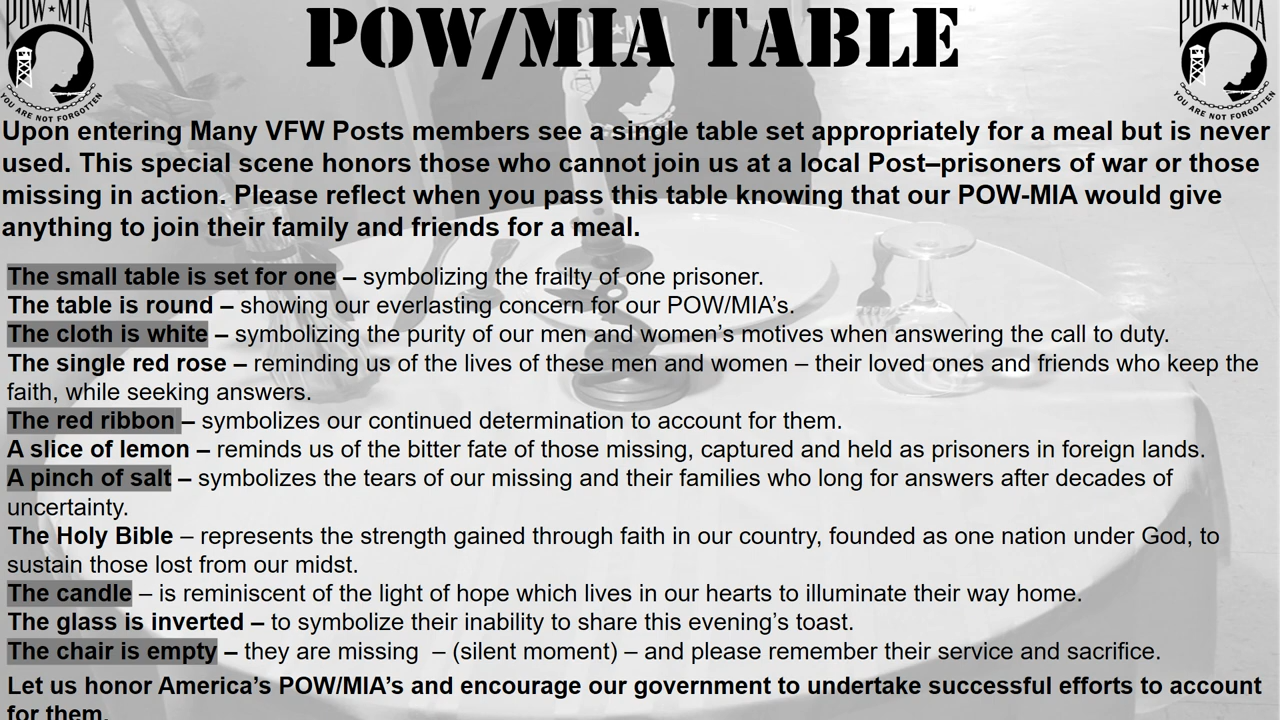 POW★MIA
YOU ARE NOT FORGOTTEN
POW/MIA TABLE
POW★MIA
YOU ARE NOT FORGOTTEN
Upon entering Many VFW Posts members see a single table set appropriately for a meal but is never
used. This special scene honors those who cannot join us at a local Post–prisoners of war or those
missing in action. Please reflect when you pass this table knowing that our POW-MIA would give
anything to join their family and friends for a meal.
The small table is set for one – symbolizing the frailty of one prisoner.
The table is round – showing our everlasting concern for our POW/MIA’s.
The cloth is white – symbolizing the purity of our men and women’s motives when answering the call to duty.
The single red rose – reminding us of the lives of these men and women – their loved ones and friends who keep the
faith, while seeking answers.
The red ribbon – symbolizes our continued determination to account for them.
A slice of lemon – reminds us of the bitter fate of those missing, captured and held as prisoners in foreign lands.
A pinch of salt – symbolizes the tears of our missing and their families who long for answers after decades of
uncertainty.
The Holy Bible – represents the strength gained through faith in our country, founded as one nation under God, to
sustain those lost from our midst.
The candle – is reminiscent of the light of hope which lives in our hearts to illuminate their way home.
The glass is inverted – to symbolize their inability to share this evening’s toast.
The chair is empty – they are missing – (silent moment) – and please remember their service and sacrifice.
Let us honor America’s POW/MIA’s and encourage our government to undertake successful efforts to account
for them.